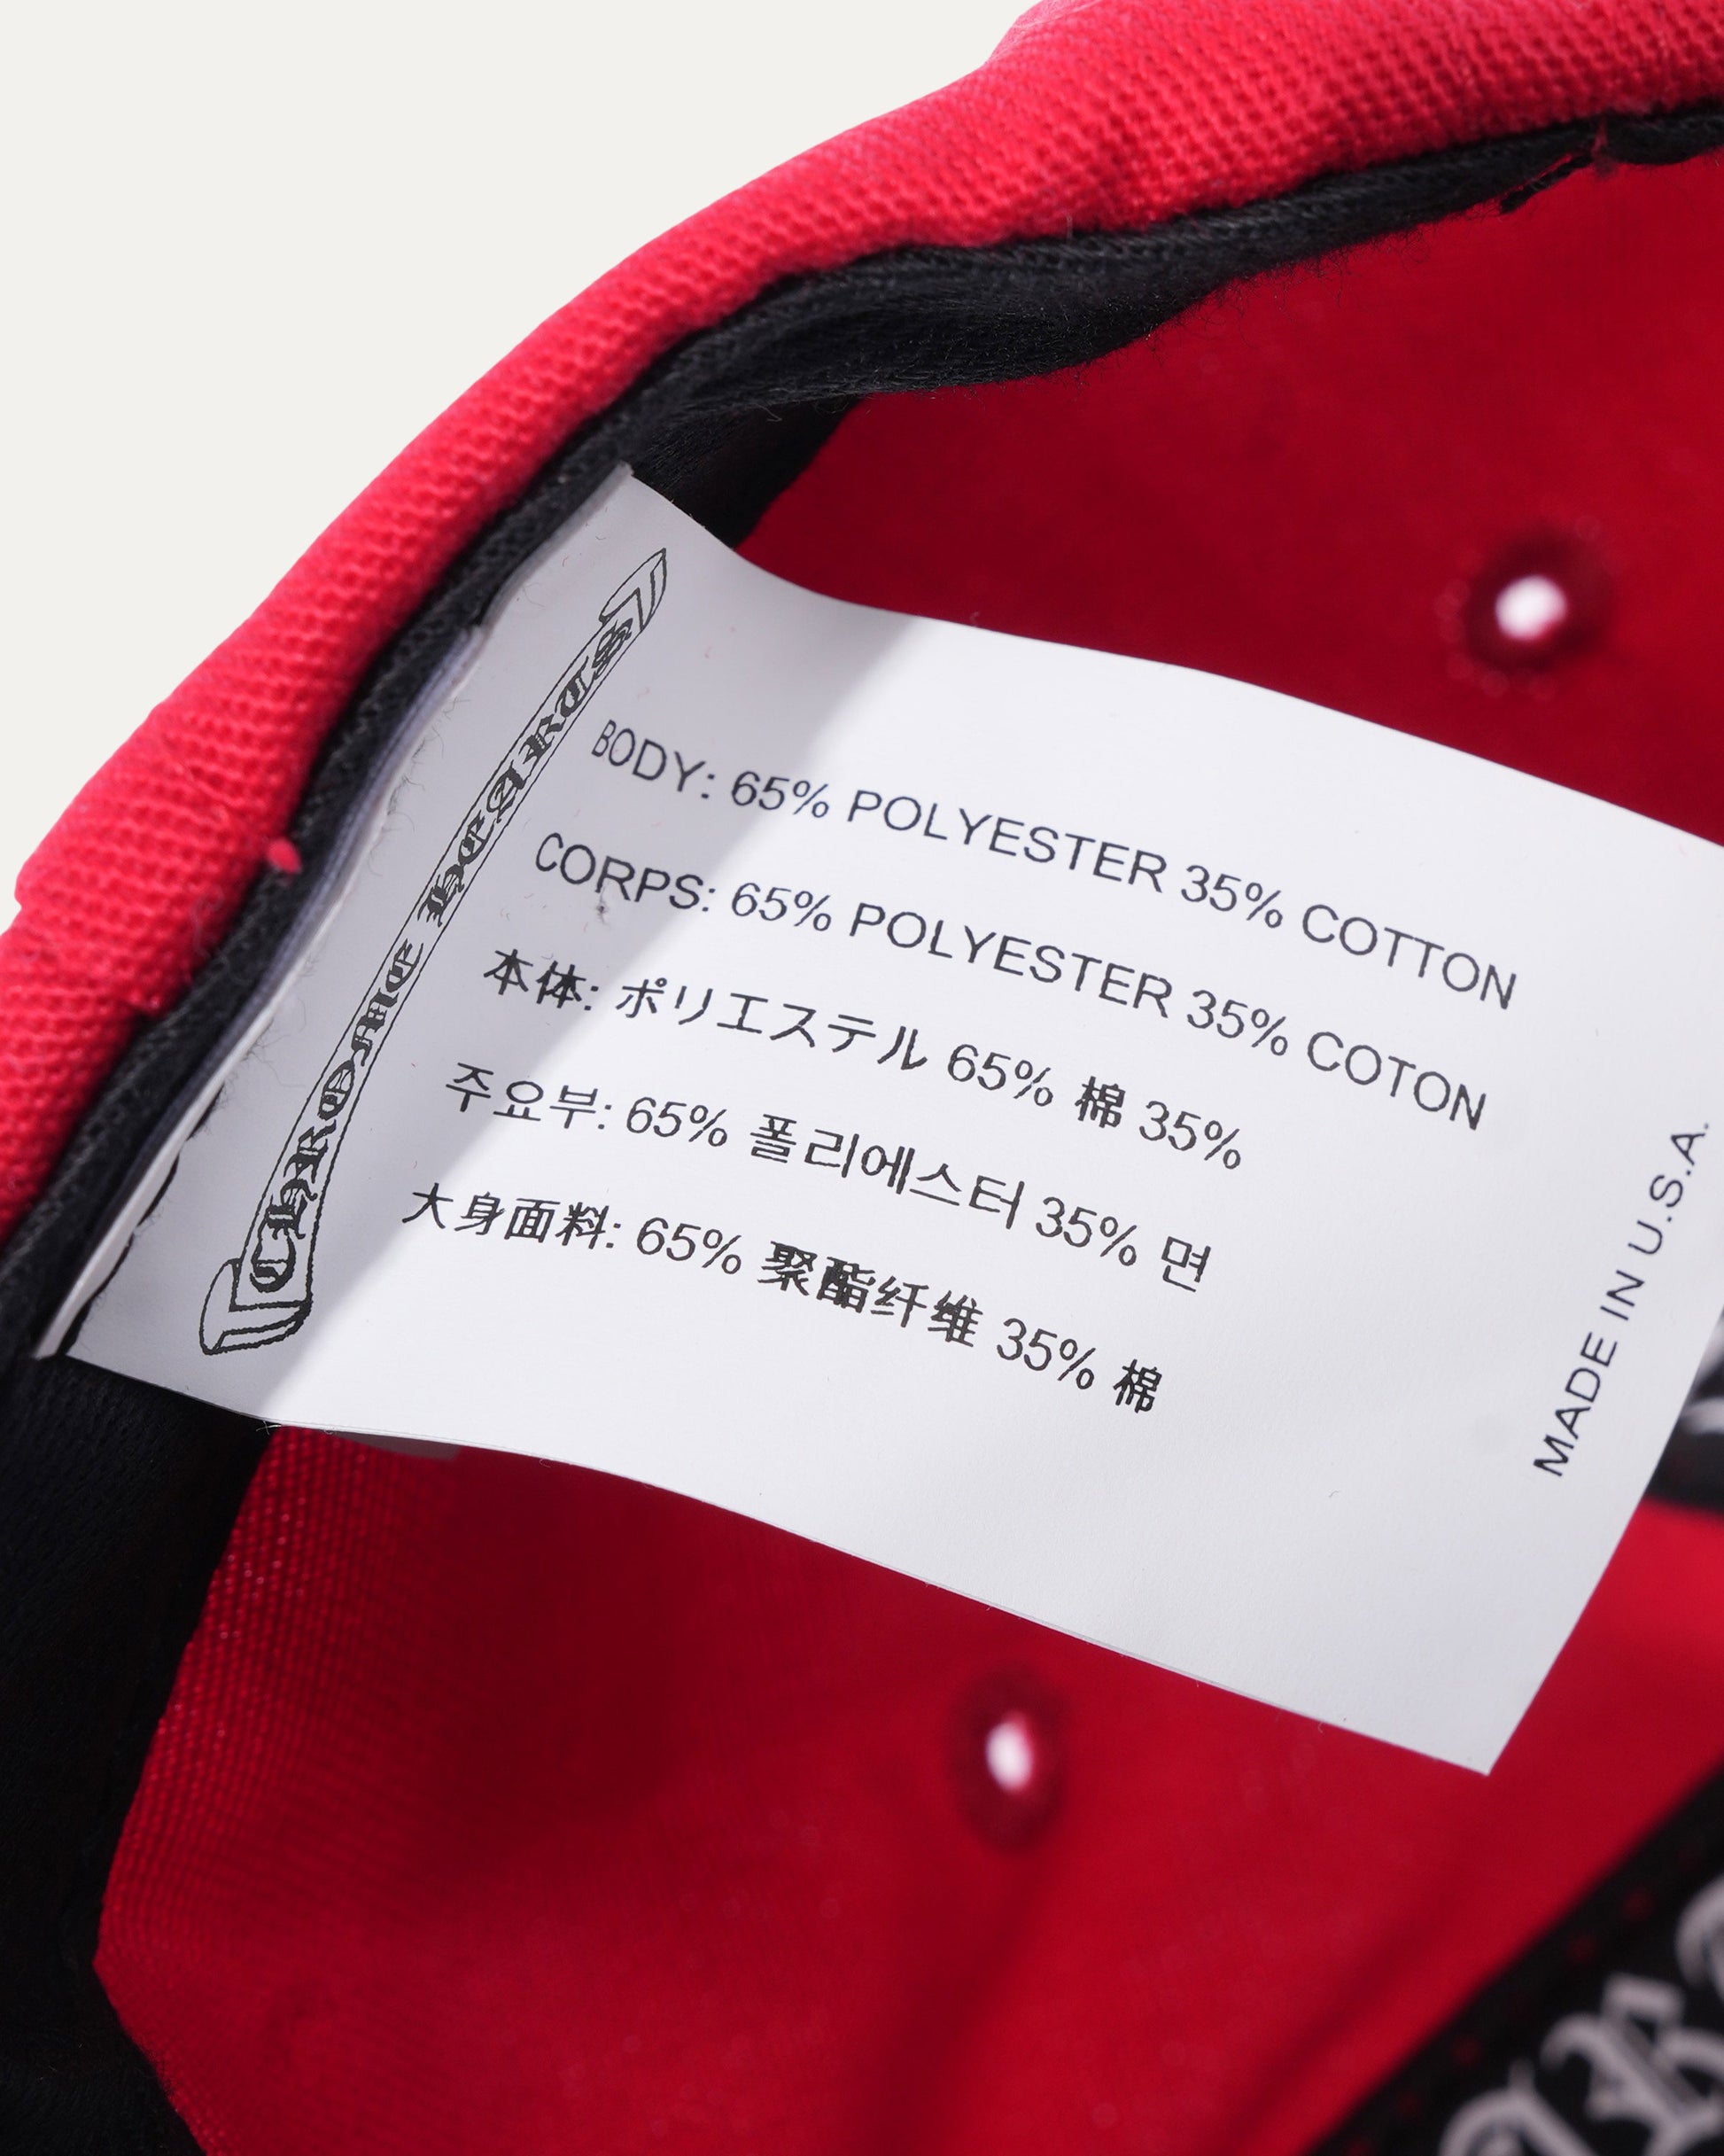 CHROME HEARTS
BODY: 65% POLYESTER 35% COTTON
CORPS: 65% POLYESTER 35% COTON
本体: ポリエステル 65% 棉 35%
주요부: 65% 폴리에스터 35% 면
大身面料: 65% 聚酯纤维 35% 棉
MADE IN U.S.A.